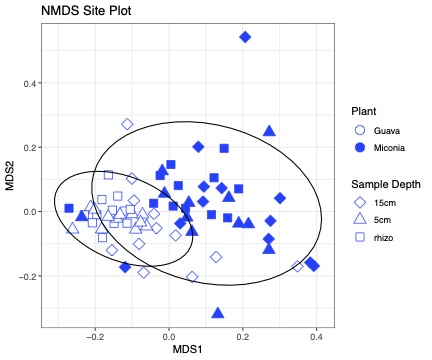 NMDS Site Plot
MDS2
0.4
0.2
0.0
−0.2
−0.2
0.0
0.2
0.4
MDS1
Plant
Guava
Miconia
Sample Depth
15cm
5cm
rhizo